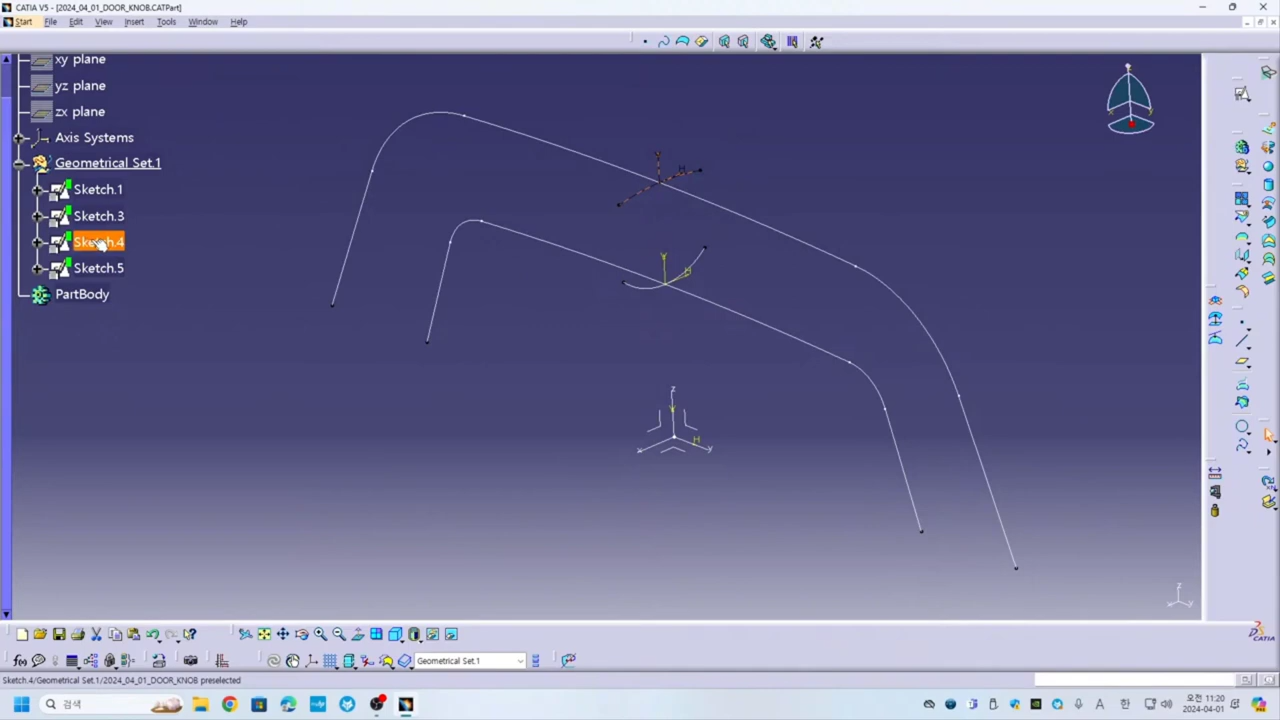 CATIA V5 - [2024_04_01_DOOR_KNOB.CATPart]
Start File Edit View Insert Tools Window Help
xy plane
yz plane
zx plane
Axis Systems
Geometrical Set.1
Sketch.1
Sketch.3
Sketch.4
Sketch.5
PartBody
Y
H
Y
H
z
H
x
y
z
Geometrical Set.1
Sketch.4/Geometrical Set.1/2024_04_01_DOOR_KNOB preselected
검색
A 한
오전 11:20
2024-04-01